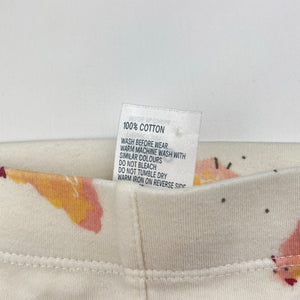 100% COTTON
WASH BEFORE WEAR
WARM MACHINE WASH WITH
SIMILAR COLOURS
DO NOT BLEACH
DO NOT TUMBLE DRY
WARM IRON ON REVERSE SIDE